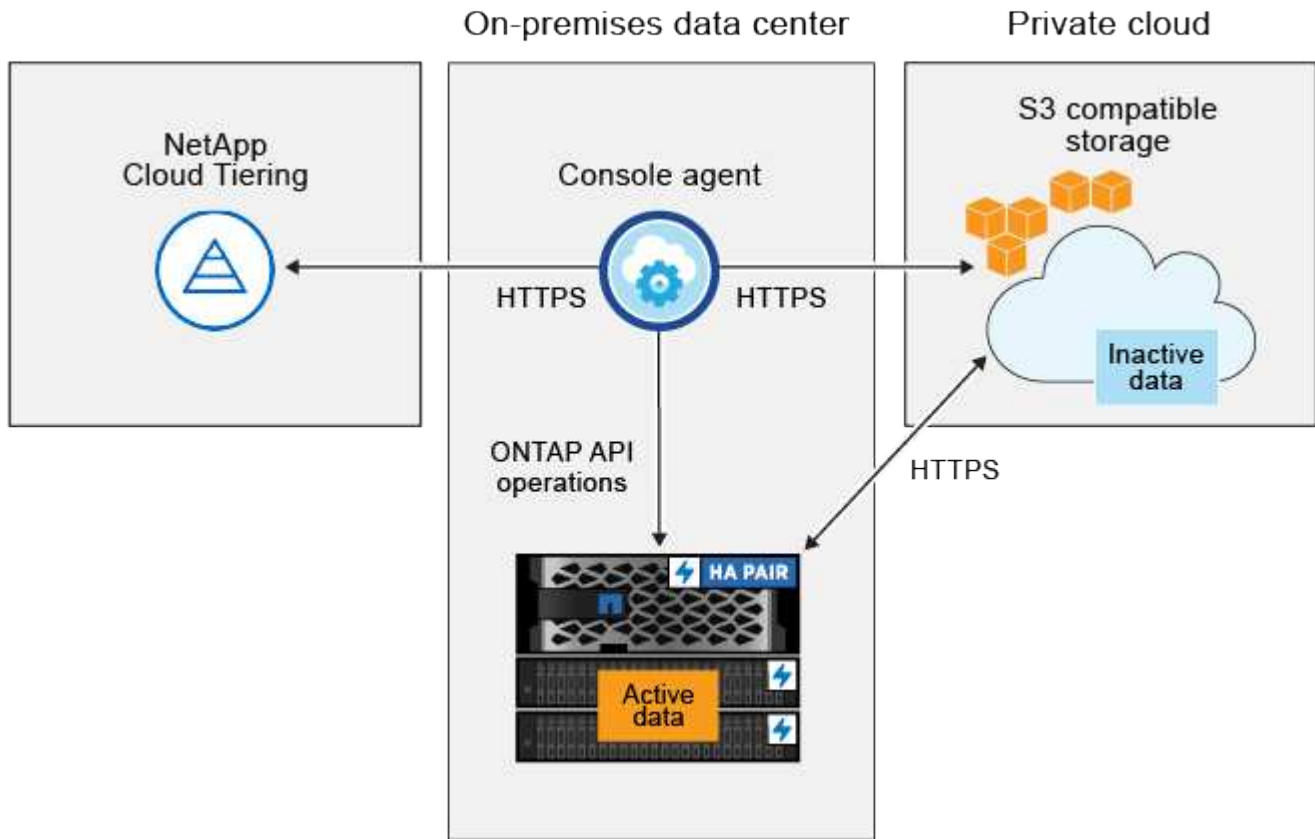 On-premises data center
Private cloud
NetApp
Cloud Tiering
Console agent
S3 compatible
storage
HTTPS
HTTPS
Inactive
data
ONTAP API
operations
HTTPS
HA PAIR
Active
data